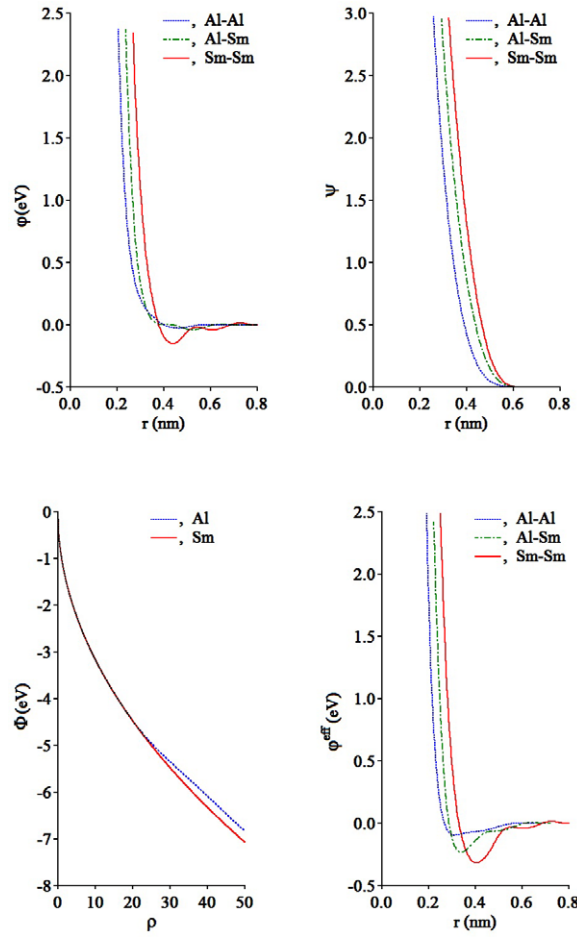 2.5
2.0
1.5
1.0
0.5
0.0
-0.5
φ(eV)
0.0 0.2 0.4 0.6 0.8
r (nm)
, Al-Al
, Al-Sm
, Sm-Sm
3.0
2.5
2.0
1.5
1.0
0.5
0.0
Ψ
0.0 0.2 0.4 0.6 0.8
r (nm)
, Al-Al
, Al-Sm
, Sm-Sm
0
-1
-2
-3
-4
-5
-6
-7
-8
Φ(eV)
0 10 20 30 40 50
ρ
, Al
, Sm
2.5
2.0
1.5
1.0
0.5
0.0
-0.5
φeff (eV)
0.0 0.2 0.4 0.6 0.8
r (nm)
, Al-Al
, Al-Sm
, Sm-Sm